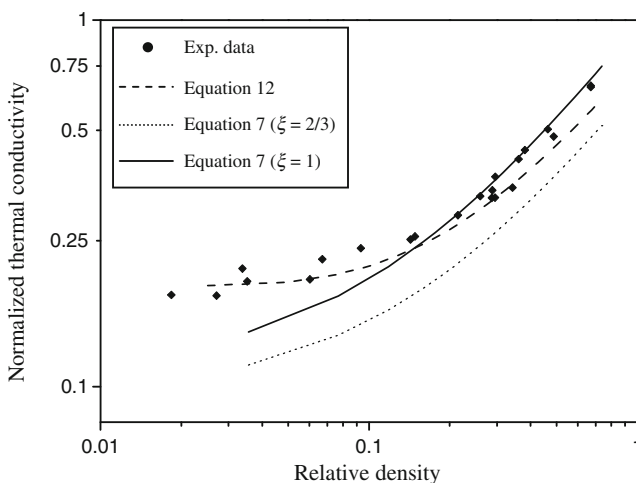 1
0.75
0.5
0.25
0.1
Normalized thermal conductivity
Exp. data
Equation 12
Equation 7 (ξ = 2/3)
Equation 7 (ξ = 1)
0.01
0.1
1
Relative density